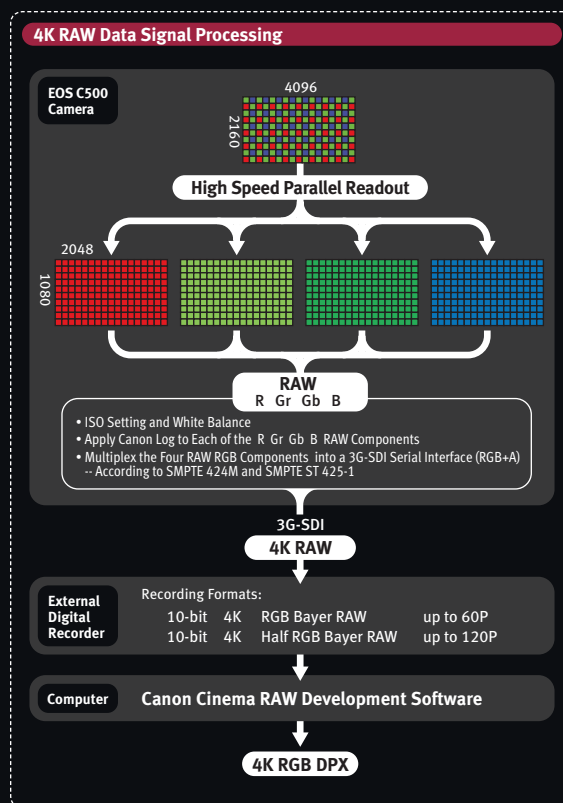 4K RAW Data Signal Processing
EOS C500
Camera
4096
2160
High Speed Parallel Readout
2048
1080
RAW
R Gr Gb B
• ISO Setting and White Balance
• Apply Canon Log to Each of the R Gr Gb B RAW Components
• Multiplex the Four RAW RGB Components into a 3G-SDI Serial Interface (RGB+A)
-- According to SMPTE 424M and SMPTE ST 425-1
3G-SDI
4K RAW
External
Digital
Recorder
Recording Formats:
10-bit 4K RGB Bayer RAW up to 60P
10-bit 4K Half RGB Bayer RAW up to 120P
Computer
Canon Cinema RAW Development Software
4K RGB DPX